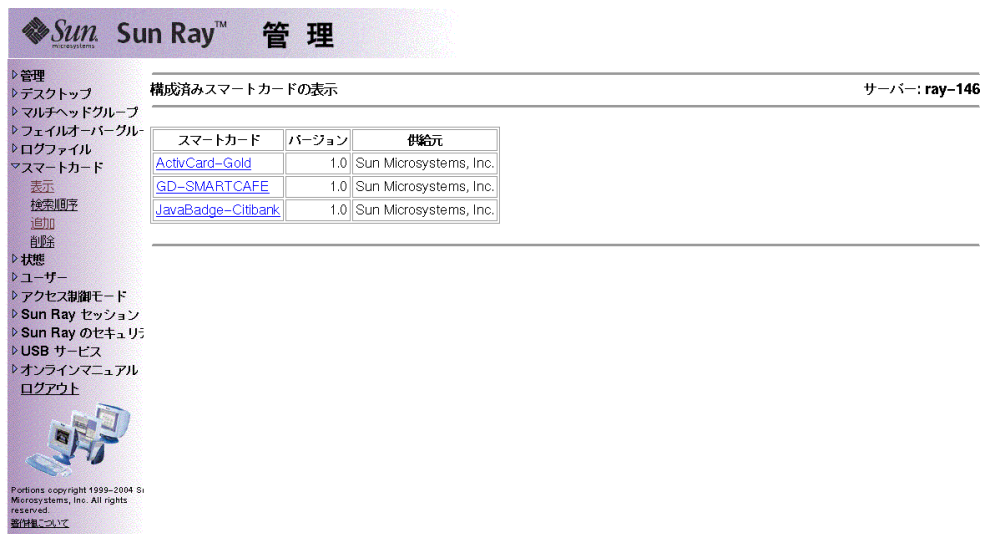 Sun microsystems Sun Ray™ 管理
管理
デスクトップ
マルチヘッドグループ
フェイルオーバーグルー
ログファイル
スマートカード
表示
検索順序
追加
削除
状態
ユーザー
アクセス制御モード
Sun Ray セッション
Sun Ray のセキュリテ
USB サービス
オンラインマニュアル
ログアウト
Portions copyright 1999-2004 Su
Microsystems, Inc. All rights
reserved.
著作権について
構成済みスマートカードの表示 サーバー: ray-146
スマートカード バージョン 供給元
ActivCard-Gold 1.0 Sun Microsystems, Inc.
GD-SMARTCAFE 1.0 Sun Microsystems, Inc.
JavaBadge-Citibank 1.0 Sun Microsystems, Inc.